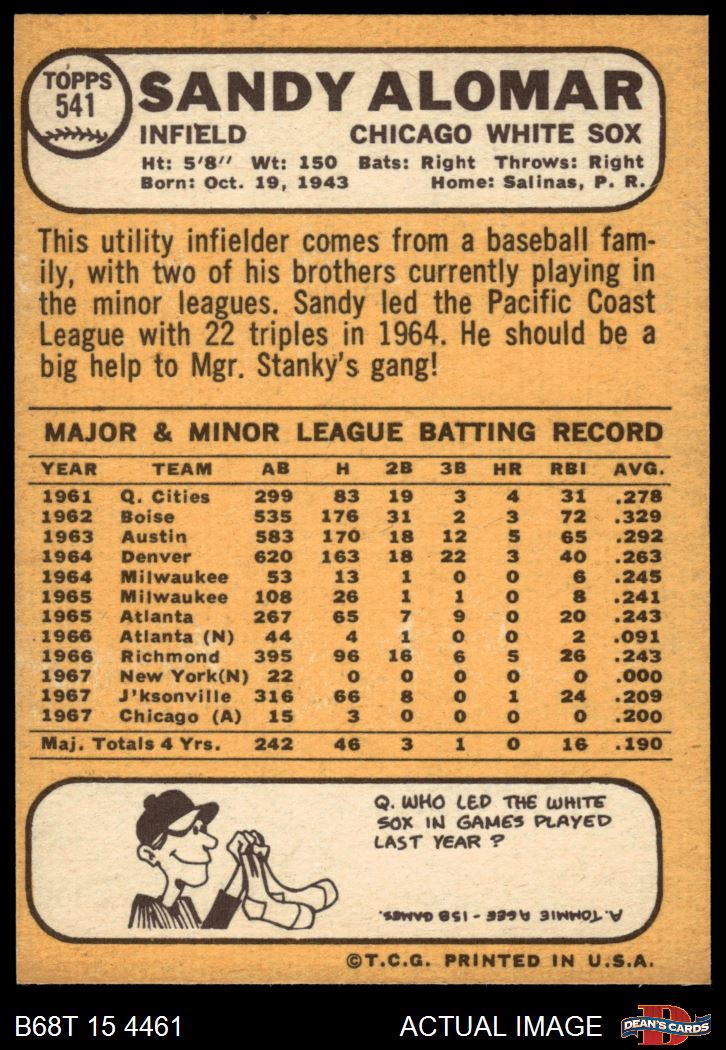 TOPPS
541
SANDY ALOMAR
INFIELD CHICAGO WHITE SOX
Ht: 5'8" Wt: 150 Bats: Right Throws: Right
Born: Oct. 19, 1943 Home: Salinas, P. R.
This utility infielder comes from a baseball fam-
ily, with two of his brothers currently playing in
the minor leagues. Sandy led the Pacific Coast
League with 22 triples in 1964. He should be a
big help to Mgr. Stanky's gang!
MAJOR & MINOR LEAGUE BATTING RECORD
YEAR TEAM AB H 2B 3B HR RBI AVG.
1961 Q. Cities 299 83 19 3 4 31 .278
1962 Boise 535 176 31 2 3 72 .329
1963 Austin 583 170 18 12 5 65 .292
1964 Denver 620 163 18 22 3 40 .263
1964 Milwaukee 53 13 1 0 0 6 .245
1965 Milwaukee 108 26 1 1 0 8 .241
1965 Atlanta 267 65 7 9 0 20 .243
1966 Atlanta (N) 44 4 1 0 0 2 .091
1966 Richmond 395 96 16 6 5 26 .243
1967 New York(N) 22 0 0 0 0 0 .000
1967 J'ksonville 316 66 8 0 1 24 .209
1967 Chicago (A) 15 3 0 0 0 0 .200
Maj. Totals 4 Yrs. 242 46 3 1 0 16 .190
Q. WHO LED THE WHITE
SOX IN GAMES PLAYED
LAST YEAR ?
A. TOMMIE AGEE - 158 GAMES.
©T.C.G. PRINTED IN U.S.A.
B68T 15 4461 ACTUAL IMAGE
DEAN'S CARDS